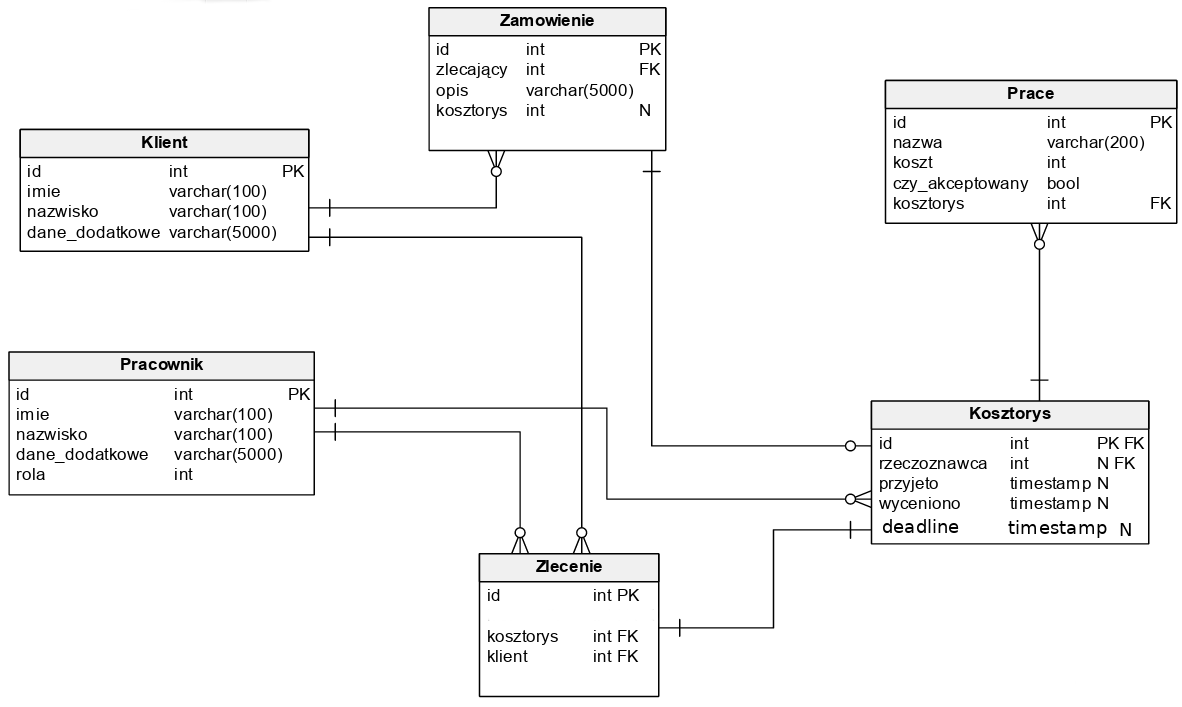 Zamowienie
id int PK
zlecający int FK
opis varchar(5000)
kosztorys int N
Prace
id int PK
nazwa varchar(200)
koszt int
czy_akceptowany bool
kosztorys int FK
Klient
id int PK
imie varchar(100)
nazwisko varchar(100)
dane_dodatkowe varchar(5000)
Pracownik
id int PK
imie varchar(100)
nazwisko varchar(100)
dane_dodatkowe varchar(5000)
rola int
Kosztorys
id int PK FK
rzeczoznawca int N FK
przyjeto timestamp N
wyceniono timestamp N
deadline timestamp N
Zlecenie
id int PK
kosztorys int FK
klient int FK